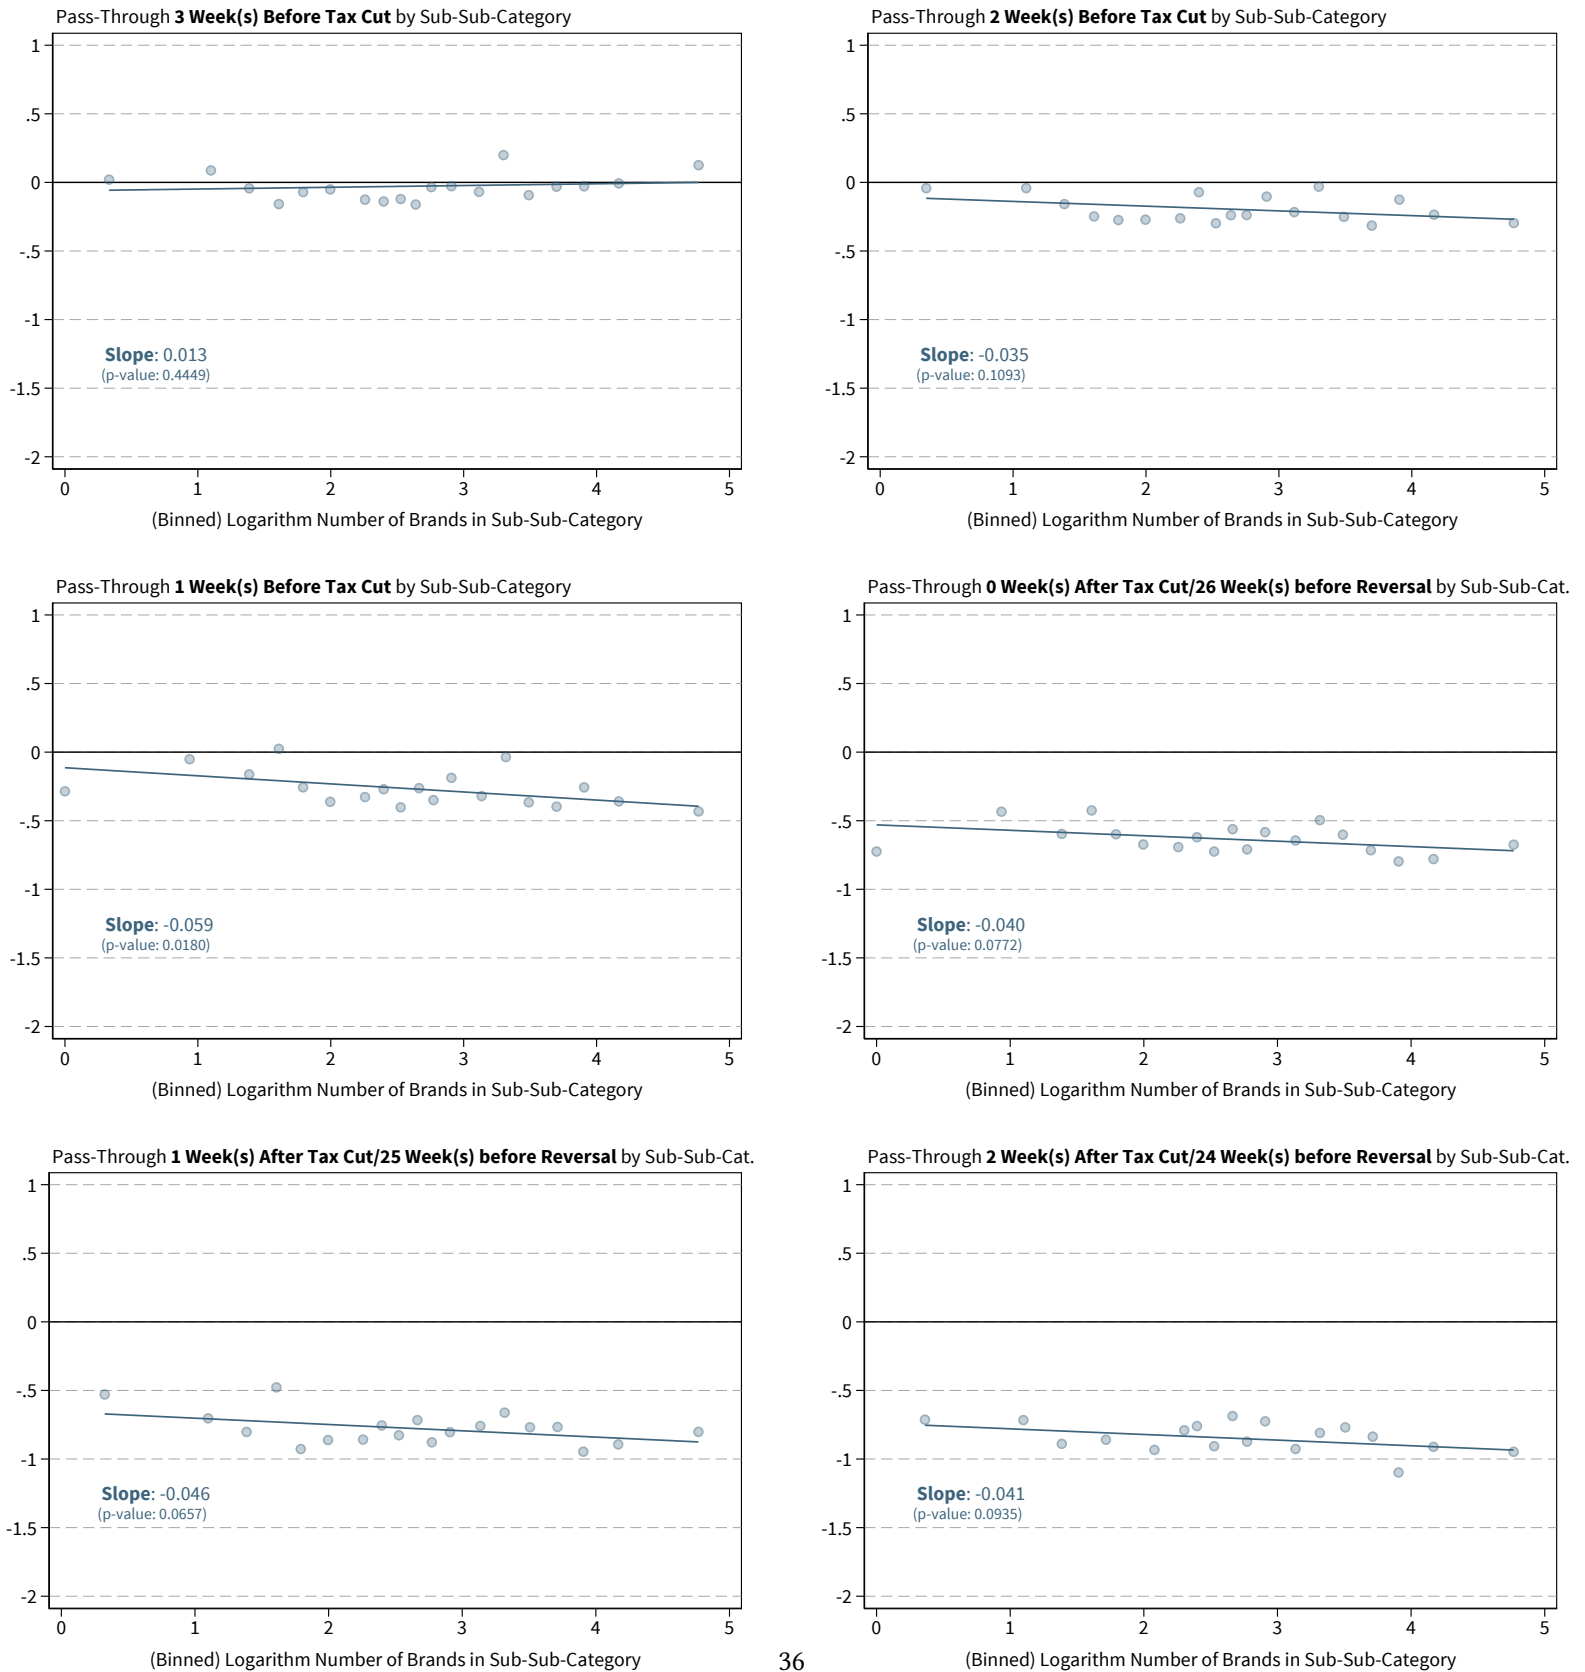 Pass-Through 3 Week(s) Before Tax Cut by Sub-Sub-Category
1
.5
0
-.5
-1
-1.5
-2
Slope: 0.013
(p-value: 0.4449)
0 1 2 3 4 5
(Binned) Logarithm Number of Brands in Sub-Sub-Category
Pass-Through 2 Week(s) Before Tax Cut by Sub-Sub-Category
1
.5
0
-.5
-1
-1.5
-2
Slope: -0.035
(p-value: 0.1093)
0 1 2 3 4 5
(Binned) Logarithm Number of Brands in Sub-Sub-Category
Pass-Through 1 Week(s) Before Tax Cut by Sub-Sub-Category
1
.5
0
-.5
-1
-1.5
-2
Slope: -0.059
(p-value: 0.0180)
0 1 2 3 4 5
(Binned) Logarithm Number of Brands in Sub-Sub-Category
Pass-Through 0 Week(s) After Tax Cut/26 Week(s) before Reversal by Sub-Sub-Cat.
1
.5
0
-.5
-1
-1.5
-2
Slope: -0.040
(p-value: 0.0772)
0 1 2 3 4 5
(Binned) Logarithm Number of Brands in Sub-Sub-Category
Pass-Through 1 Week(s) After Tax Cut/25 Week(s) before Reversal by Sub-Sub-Cat.
1
.5
0
-.5
-1
-1.5
-2
Slope: -0.046
(p-value: 0.0657)
0 1 2 3 4 5
(Binned) Logarithm Number of Brands in Sub-Sub-Category
Pass-Through 2 Week(s) After Tax Cut/24 Week(s) before Reversal by Sub-Sub-Cat.
1
.5
0
-.5
-1
-1.5
-2
Slope: -0.041
(p-value: 0.0935)
0 1 2 3 4 5
(Binned) Logarithm Number of Brands in Sub-Sub-Category
36